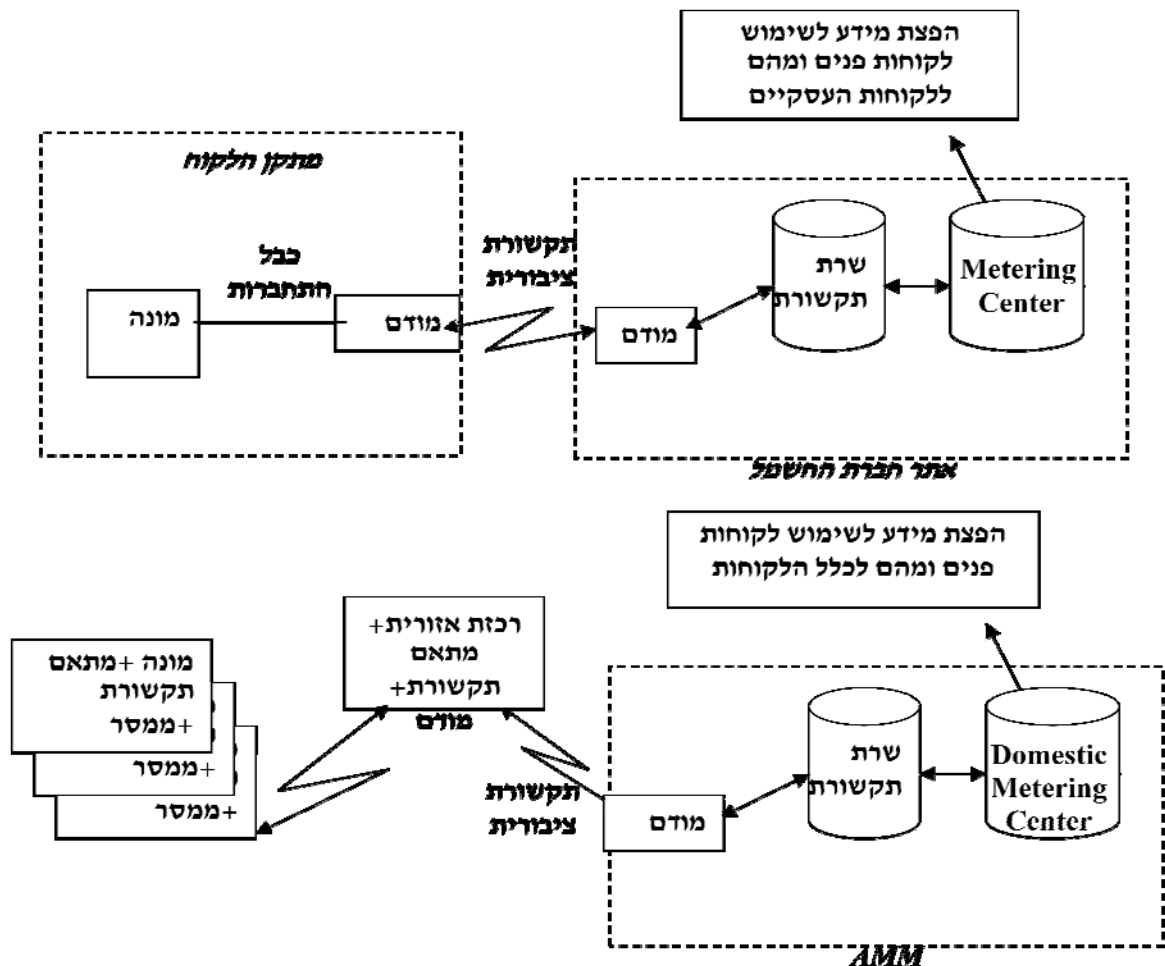 הפצת מידע לשימוש
לקוחות פנים ומהם
ללקוחות העסקיים
מתקן הלקוח
תקשורת
ציבורית
כבל
התחברות
מונה
מודם
מודם
שרת
תקשורת
Metering
Center
אתר חברת החשמל
הפצת מידע לשימוש לקוחות
פנים ומהם לכלל הלקוחות
רכזת אזורית+
מתאם
תקשורת+
מודם
מונה +מתאם
תקשורת
+ממסר
+ממסר
+ממסר
תקשורת
ציבורית
מודם
שרת
תקשורת
Domestic
Metering
Center
AMM